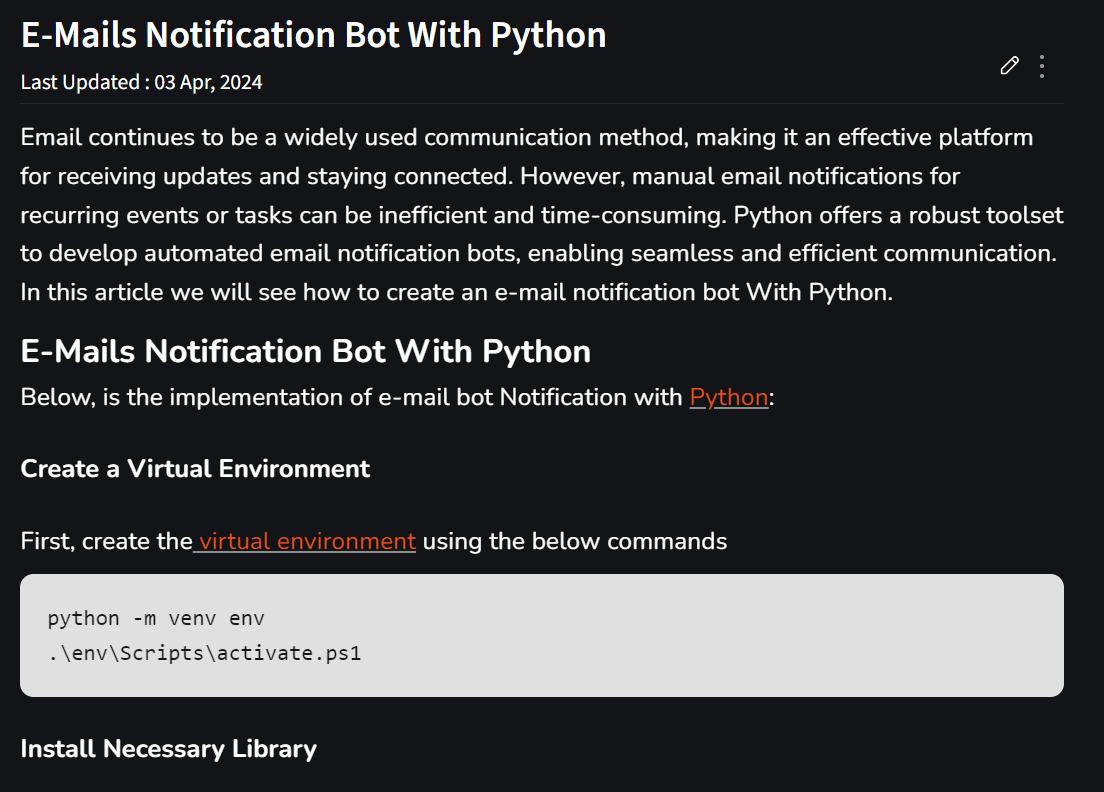 E-Mails Notification Bot With Python
Last Updated : 03 Apr, 2024
Email continues to be a widely used communication method, making it an effective platform
for receiving updates and staying connected. However, manual email notifications for
recurring events or tasks can be inefficient and time-consuming. Python offers a robust toolset
to develop automated email notification bots, enabling seamless and efficient communication.
In this article we will see how to create an e-mail notification bot With Python.
E-Mails Notification Bot With Python
Below, is the implementation of e-mail bot Notification with Python:
Create a Virtual Environment
First, create the virtual environment using the below commands
python -m venv env
.\env\Scripts\activate.ps1
Install Necessary Library